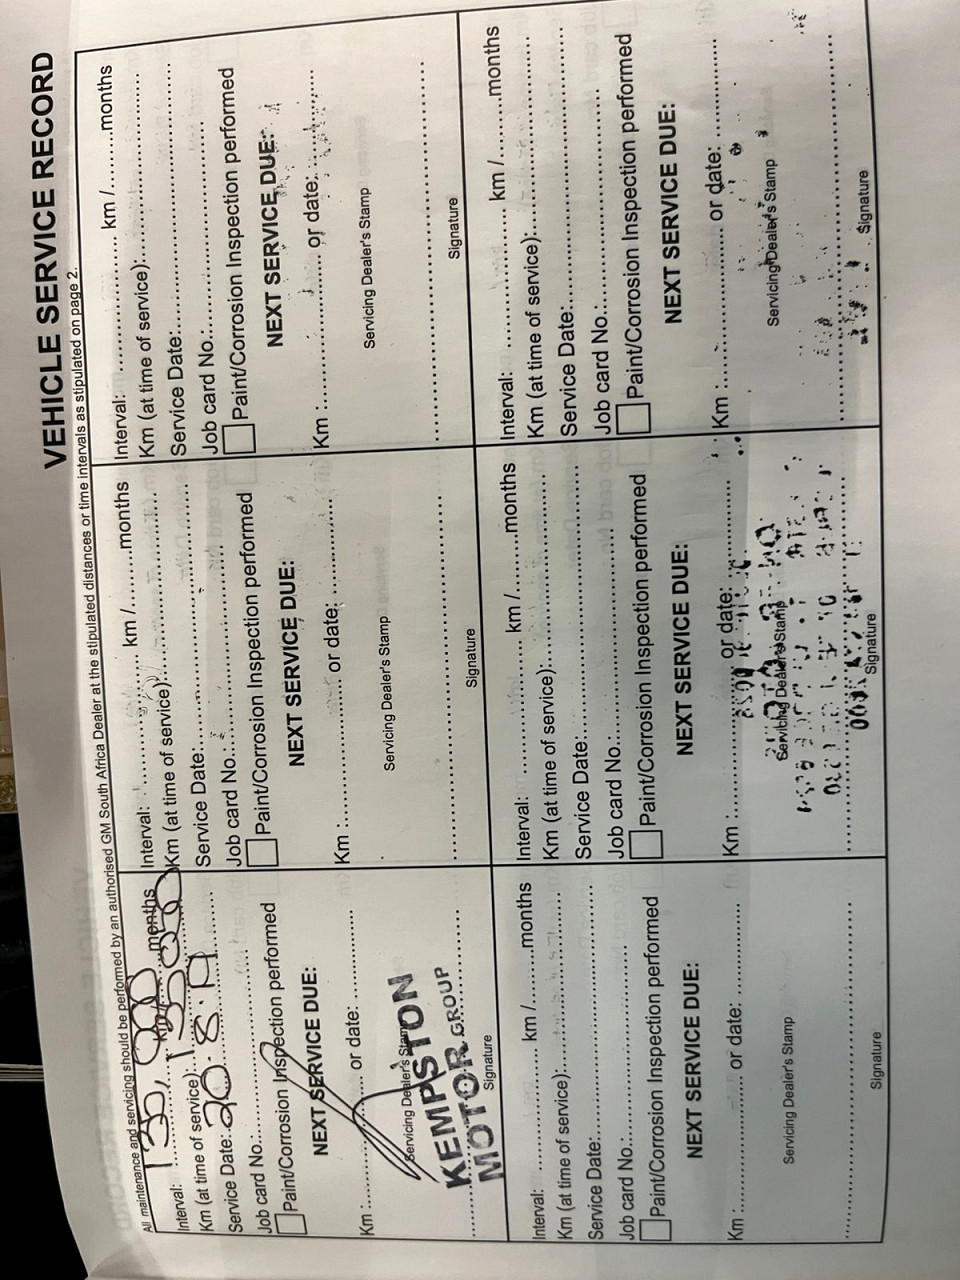 VEHICLE SERVICE RECORD
All maintenance and servicing should be performed by an authorised GM South Africa Dealer at the stipulated distances or time intervals as stipulated on page 2.
Interval: 135,000 km /.........months
Km (at time of service):
Service Date: 20.8.19
Job card No.:
Paint/Corrosion Inspection performed
NEXT SERVICE DUE:
Km :.................... or date: ....................
Servicing Dealer's Stamp
KEMPSTON
MOTOR GROUP
Signature
Interval: .................... km /.........months
Km (at time of service):
Service Date:
Job card No.:
Paint/Corrosion Inspection performed
NEXT SERVICE DUE:
Km :.................... or date: ....................
Servicing Dealer's Stamp
Signature
Interval: .................... km /.........months
Km (at time of service):
Service Date:
Job card No.:
Paint/Corrosion Inspection performed
NEXT SERVICE DUE:
Km :.................... or date: ....................
Servicing Dealer's Stamp
Signature
Interval: .................... km /.........months
Km (at time of service):
Service Date:
Job card No.:
Paint/Corrosion Inspection performed
NEXT SERVICE DUE:
Km :.................... or date: ....................
Servicing Dealer's Stamp
Signature
Interval: .................... km /.........months
Km (at time of service):
Service Date:
Job card No.:
Paint/Corrosion Inspection performed
NEXT SERVICE DUE:
Km :.................... or date: ....................
Servicing Dealer's Stamp
Signature
Interval: .................... km /.........months
Km (at time of service):
Service Date:
Job card No.:
Paint/Corrosion Inspection performed
NEXT SERVICE DUE:
Km :.................... or date: ....................
Servicing Dealer's Stamp
Signature